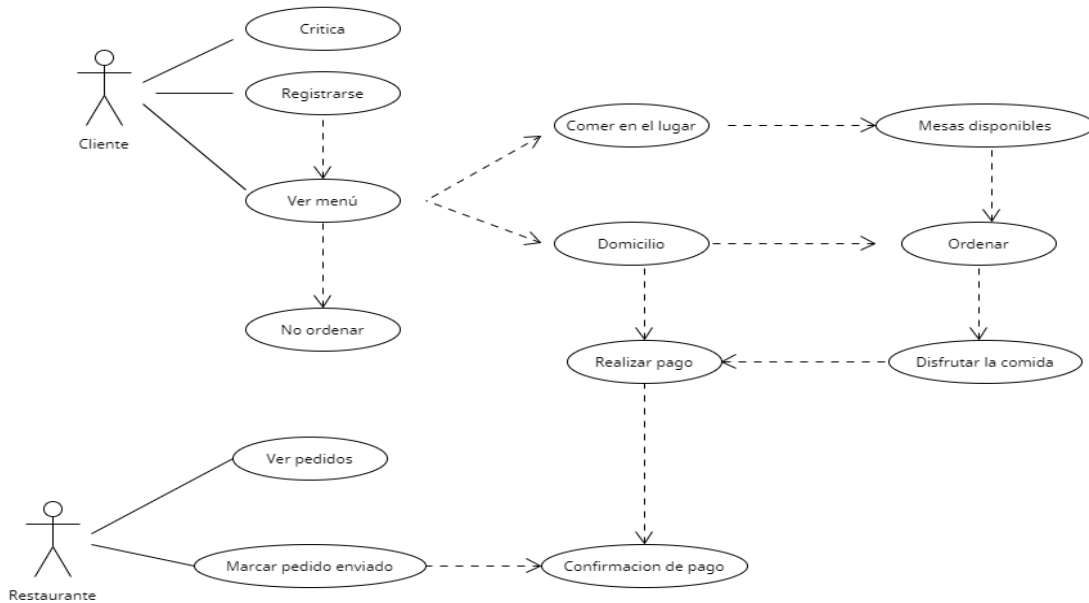 Critica
Registrarse
Cliente
Comer en el lugar
Mesas disponibles
Ver menú
Domicilio
Ordenar
No ordenar
Realizar pago
Disfrutar la comida
Ver pedidos
Marcar pedido enviado
Confirmacion de pago
Restaurante